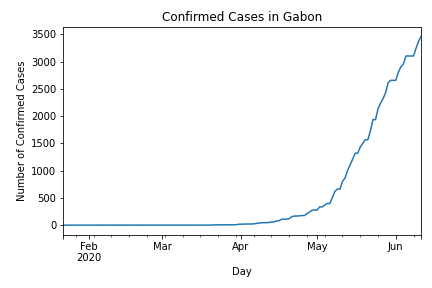 Confirmed Cases in Gabon
Number of Confirmed Cases
3500
3000
2500
2000
1500
1000
500
0
Feb Mar Apr May Jun
2020
Day